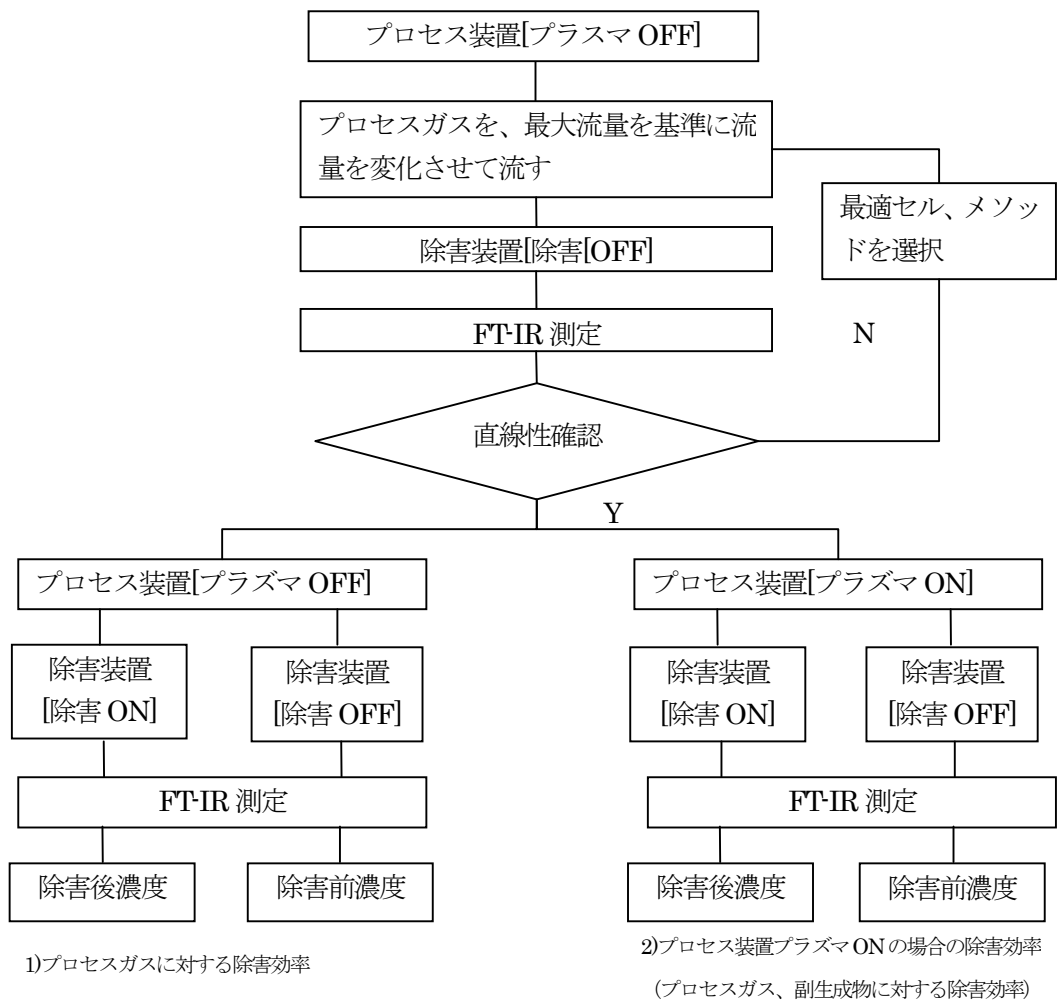 プロセス装置[プラスマ OFF]
プロセスガスを、最大流量を基準に流
量を変化させて流す
最適セル、メソッ
ドを選択
除害装置[除害[OFF]
FT-IR 測定
N
直線性確認
Y
プロセス装置[プラズマ OFF]
プロセス装置[プラズマ ON]
除害装置
[除害 ON]
除害装置
[除害 OFF]
除害装置
[除害 ON]
除害装置
[除害 OFF]
FT-IR 測定
FT-IR 測定
除害後濃度
除害前濃度
除害後濃度
除害前濃度
1)プロセスガスに対する除害効率
2)プロセス装置プラズマ ON の場合の除害効率
(プロセスガス、副生成物に対する除害効率)